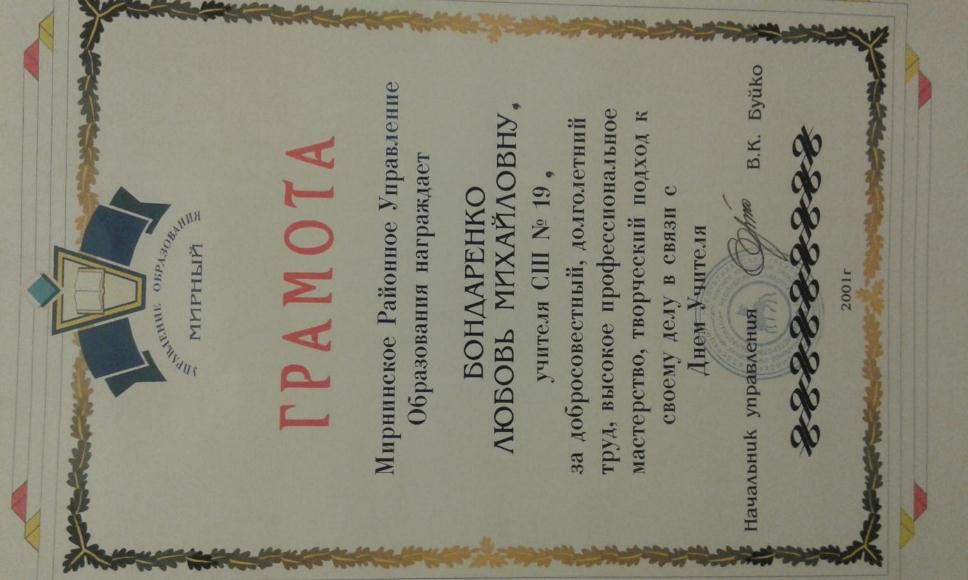 УПРАВЛЕНИЕ ОБРАЗОВАНИЯ
МИРНЫЙ
ГРАМОТА
Мирнинское Районное Управление
Образования награждает
БОНДАРЕНКО
ЛЮБОВЬ МИХАЙЛОВНУ,
учителя СШ № 19,
за добросовестный, долголетний
труд, высокое профессиональное
мастерство, творческий подход к
своему делу в связи с
Днем Учителя
Начальник управления В.К. Буйко
2001г